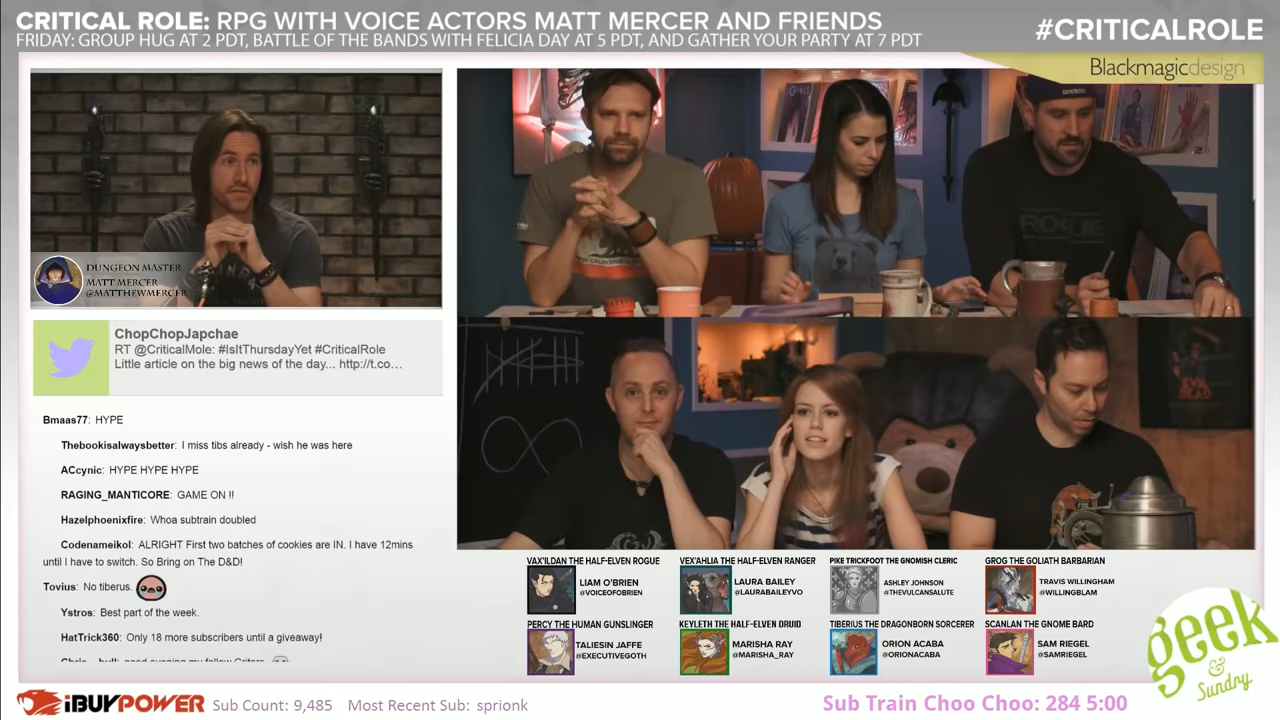 CRITICAL ROLE: RPG WITH VOICE ACTORS MATT MERCER AND FRIENDS
FRIDAY: GROUP HUG AT 2 PDT, BATTLE OF THE BANDS WITH FELICIA DAY AT 5 PDT, AND GATHER YOUR PARTY AT 7 PDT
#CRITICALROLE
Blackmagicdesign
DUNGEON MASTER
MATT MERCER
@MATTHEWMERCER
ROGUE
EVIL
DEAD
ChopChopJapchae
RT @CriticalMole: #IsItThursdayYet #CriticalRole
Little article on the big news of the day... http://t.co…
Bmaas77: HYPE
Thebookisalwaysbetter: I miss tibs already - wish he was here
ACcynic: HYPE HYPE HYPE
RAGING_MANTICORE: GAME ON !!
Hazelphoenixfire: Whoa subtrain doubled
Codenameikol: ALRIGHT First two batches of cookies are IN. I have 12mins
until I have to switch. So Bring on The D&D!
Tovius: No tiberus.
Ystros: Best part of the week.
HatTrick360: Only 18 more subscribers until a giveaway!
good evening my fellow Criters
VAX'ILDAN THE HALF-ELVEN ROGUE
LIAM O'BRIEN
@VOICEOFOBRIEN
VEX'AHLIA THE HALF-ELVEN RANGER
LAURA BAILEY
@LAURABAILEYVO
PIKE TRICKFOOT THE GNOMISH CLERIC
ASHLEY JOHNSON
@THEVULCANSALUTE
GROG THE GOLIATH BARBARIAN
TRAVIS WILLINGHAM
@WILLINGBLAM
PERCY THE HUMAN GUNSLINGER
TALIESIN JAFFE
@EXECUTIVEGOTH
KEYLETH THE HALF-ELVEN DRUID
MARISHA RAY
@MARISHA_RAY
TIBERIUS THE DRAGONBORN SORCERER
ORION ACABA
@ORIONACABA
SCANLAN THE GNOME BARD
SAM RIEGEL
@SAMRIEGEL
geek
&
Sundry
iBUYPOWER
Sub Count: 9,485 Most Recent Sub: sprionk
Sub Train Choo Choo: 284 5:00